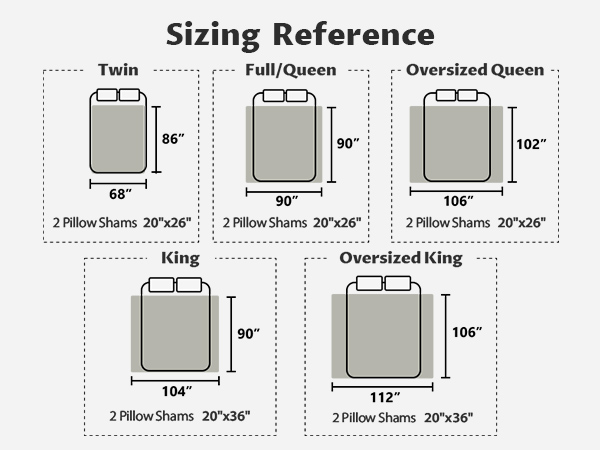 Sizing Reference
Twin
86”
68”
2 Pillow Shams 20"x26"
Full/Queen
90”
90”
2 Pillow Shams 20"x26"
Oversized Queen
102”
106”
2 Pillow Shams 20"x26"
King
90”
104”
2 Pillow Shams 20"x36"
Oversized King
106”
112”
2 Pillow Shams 20"x36"